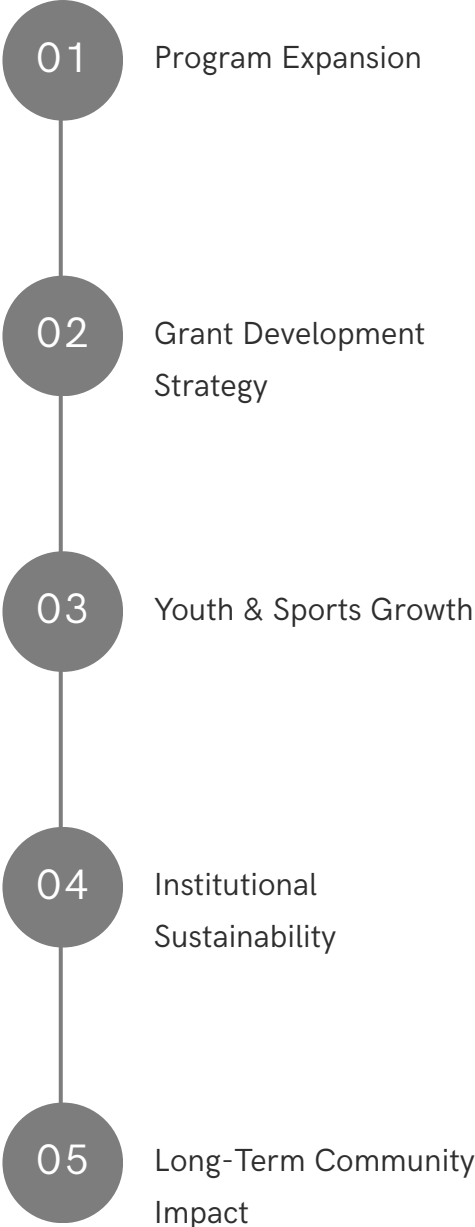 01
Program Expansion
02
Grant Development
Strategy
03
Youth & Sports Growth
04
Institutional
Sustainability
05
Long-Term Community
Impact